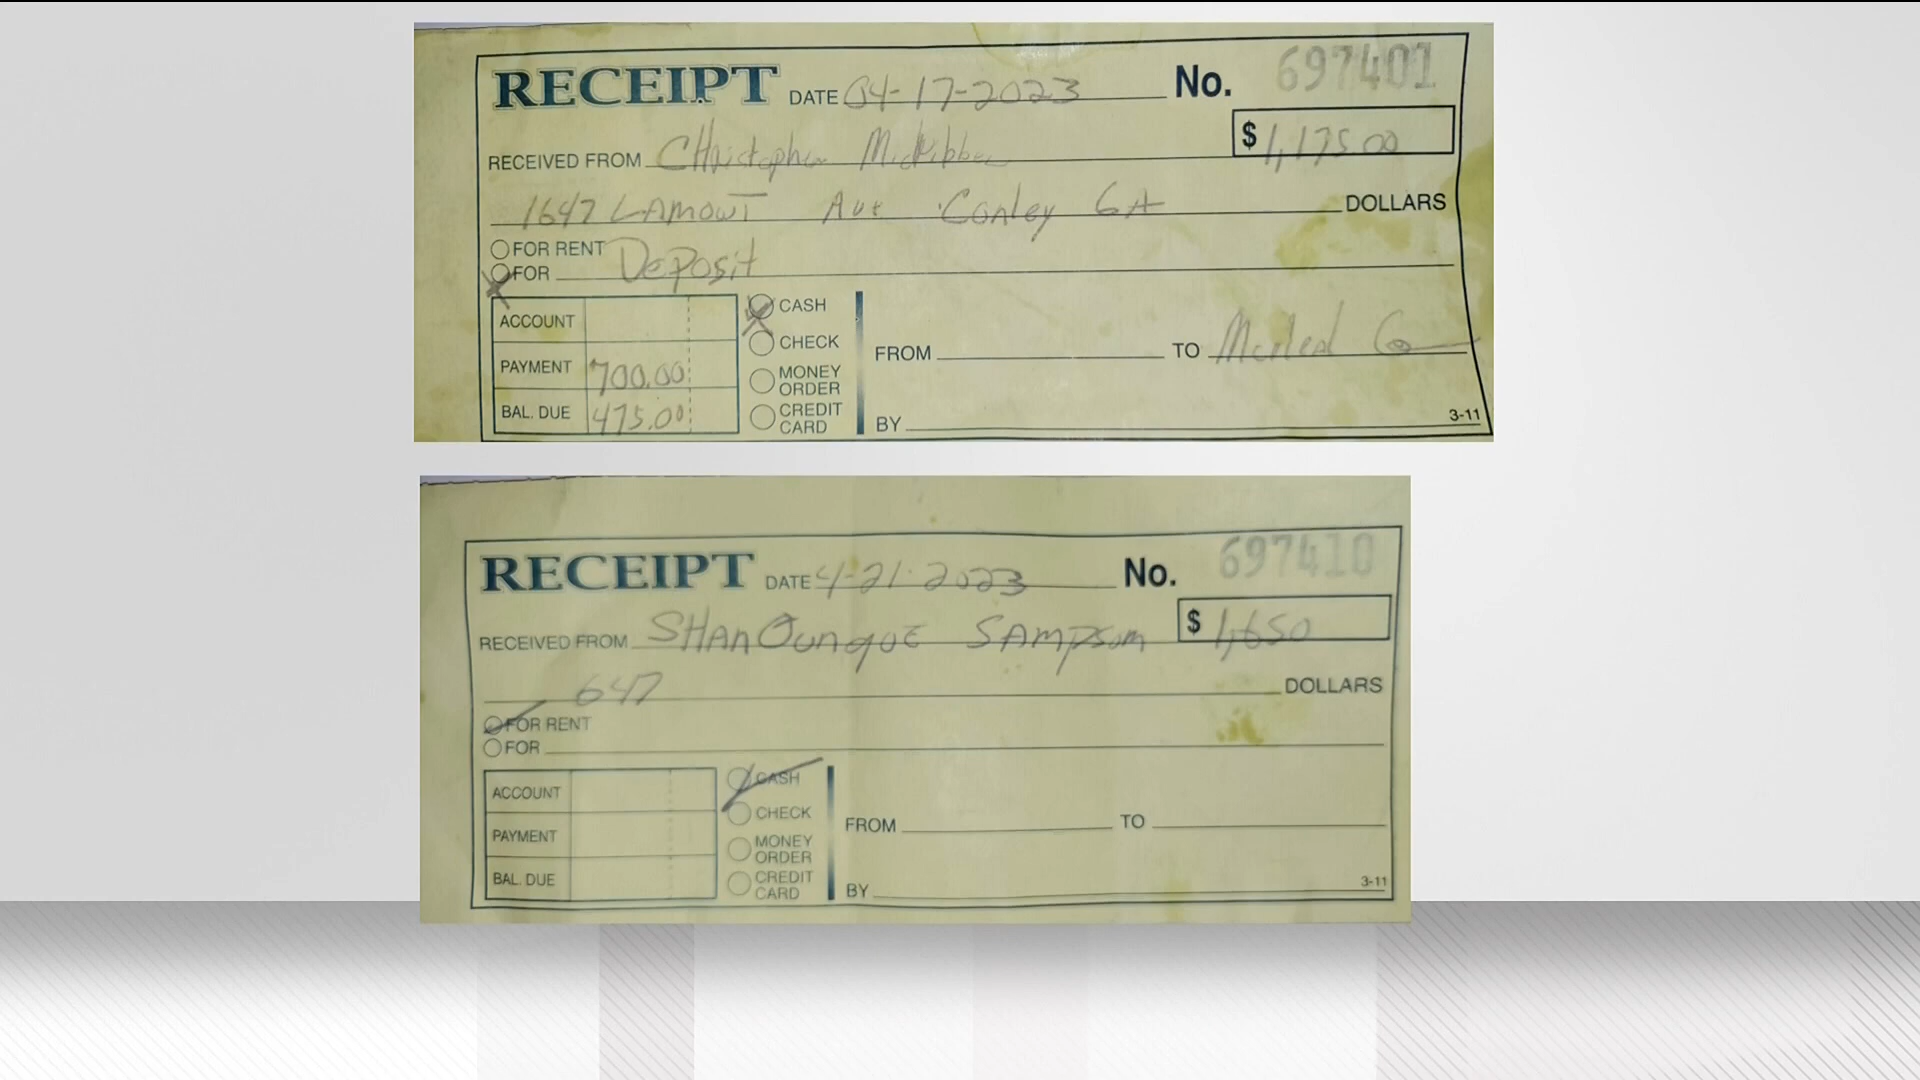 RECEIPT DATE 04-17-2023 No. 697401
RECEIVED FROM CHristopher McKibben $ 1,175.00
1647 LAMONT Ave Conley GA DOLLARS
FOR RENT
FOR Deposit
ACCOUNT
PAYMENT 700.00
BAL. DUE 475.00
CASH
CHECK
MONEY ORDER
CREDIT CARD
FROM TO
BY
3-11
RECEIPT DATE 4-21-2023 No. 697410
RECEIVED FROM SHanQunque SAMPSom $ 1,650
647 DOLLARS
FOR RENT
FOR
ACCOUNT
PAYMENT
BAL. DUE
CASH
CHECK
MONEY ORDER
CREDIT CARD
FROM TO
BY
3-11